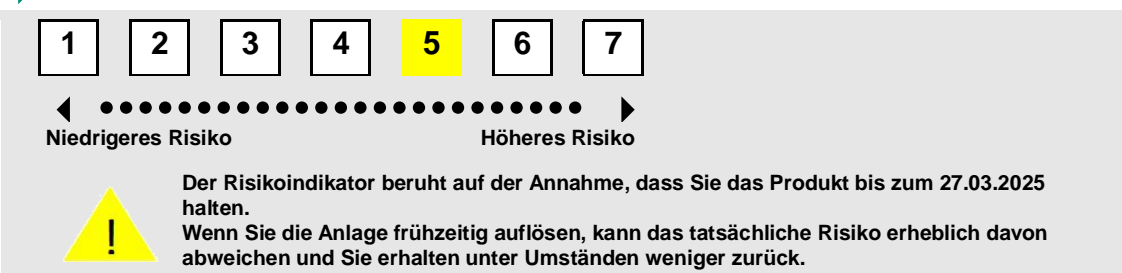 1 2 3 4 5 6 7
Niedrigeres Risiko Höheres Risiko
Der Risikoindikator beruht auf der Annahme, dass Sie das Produkt bis zum 27.03.2025
halten.
Wenn Sie die Anlage frühzeitig auflösen, kann das tatsächliche Risiko erheblich davon
abweichen und Sie erhalten unter Umständen weniger zurück.
!